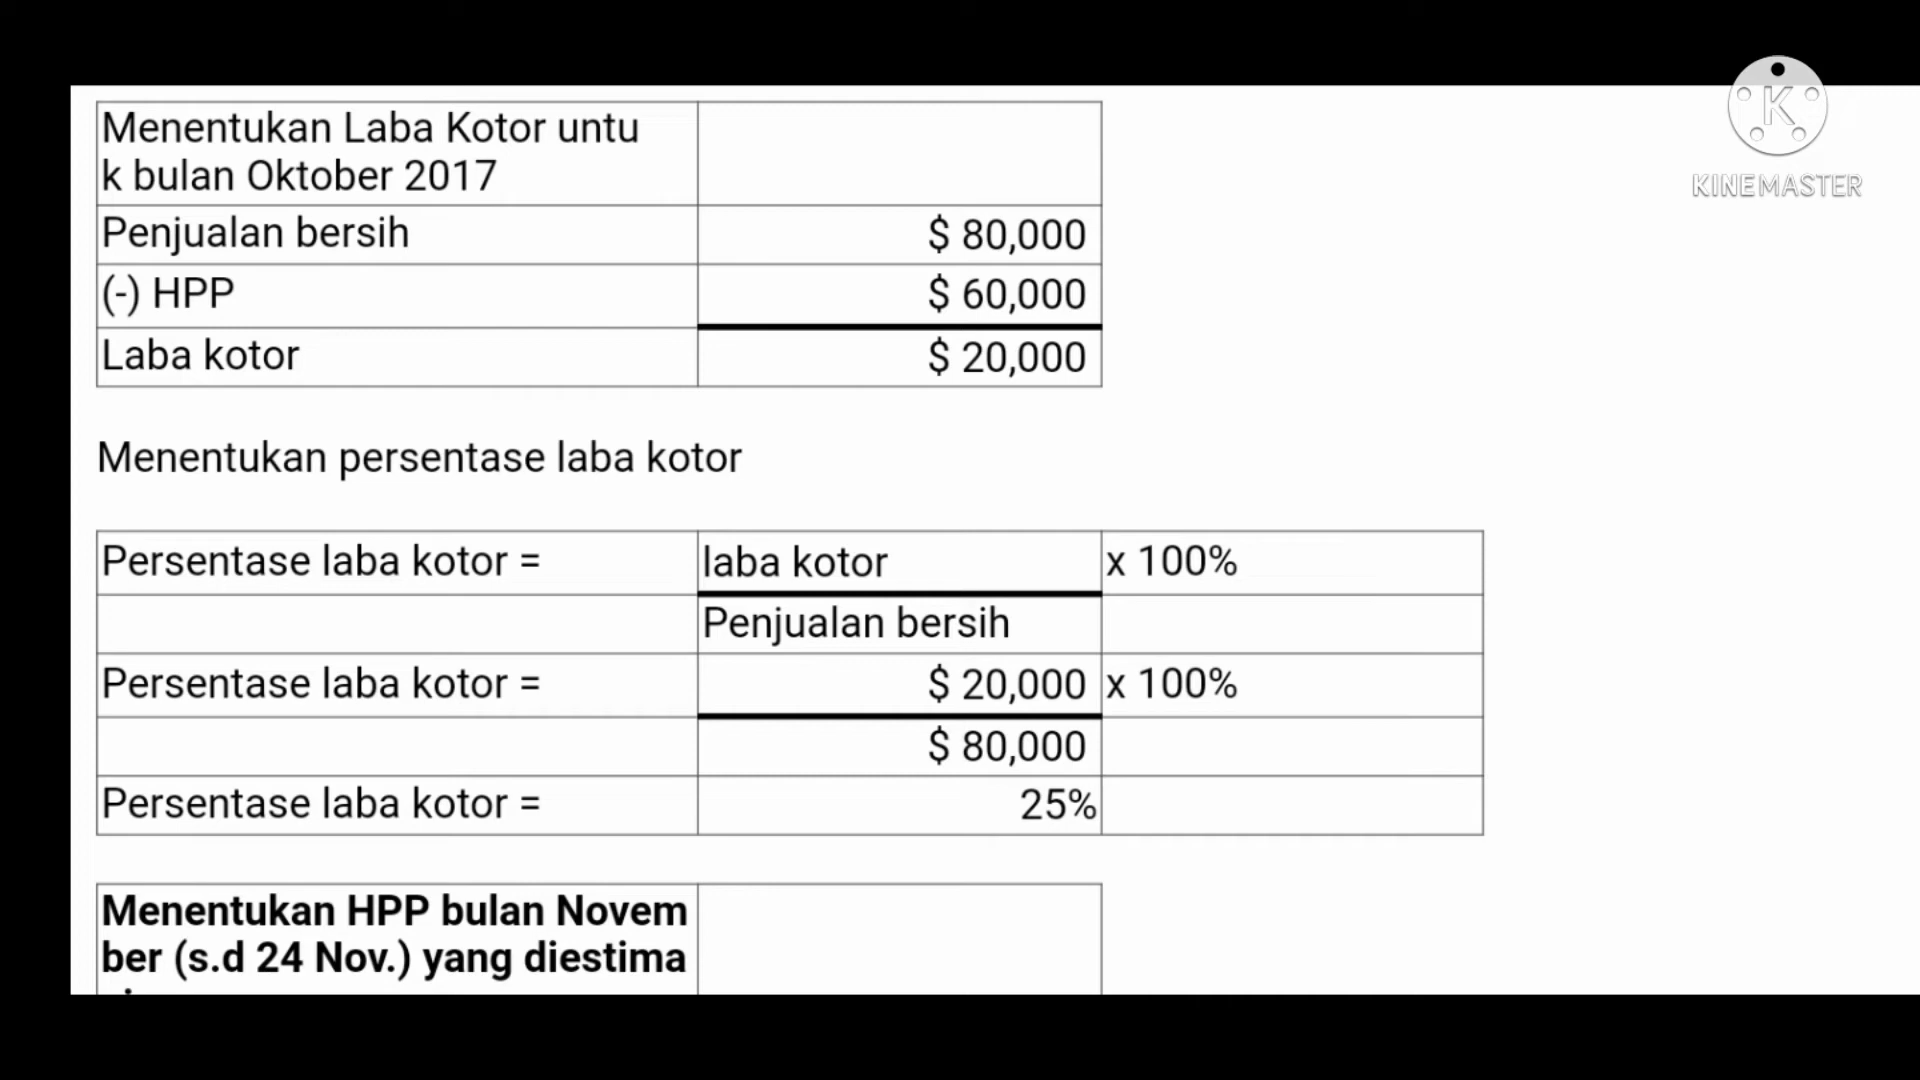 K
KINEMASTER
Menentukan Laba Kotor untu
k bulan Oktober 2017
Penjualan bersih $ 80,000
(-) HPP $ 60,000
Laba kotor $ 20,000
Menentukan persentase laba kotor
Persentase laba kotor = laba kotor x 100%
Penjualan bersih
Persentase laba kotor = $ 20,000 x 100%
$ 80,000
Persentase laba kotor = 25%
Menentukan HPP bulan Novem
ber (s.d 24 Nov.) yang diestima